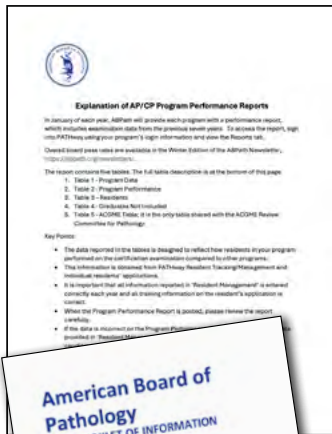 Explanation of AP/CP Program Performance Reports
In January of each year, ABPath will provide each program with a performance report,
which includes examination data from the previous seven years. To access the report, sign
into PATHway using your program's login information and view the Reports tab.
Overall board pass rates are available in the Winter Edition of the ABPath Newsletter,
The report contains five tables. The full table description is at the bottom of this page.
1. Table 1 - Program Data
2. Table 2 - Program Performance
3. Table 3 - Residents
4. Table 4 - Graduates Not Included
5. Table 5 - ACGME Table; it is the only table shared with the ACGME Review
Committee for Pathology
Key Points:
• The data reported in the tables is designed to reflect how residents in your program
performed on the certification examination compared to other programs.
• This information is obtained from PATHway Resident Tracking/Management and
individual residents' applications.
• It is important that all information reported in 'Resident Management' is entered
correctly each year and all training information on the resident's application is
correct.
• When the Program Performance Report is posted, please review the report
carefully.
• If the data is incorrect on the Program
provided in 'Resident
American Board of
Pathology
OF INFORMATION